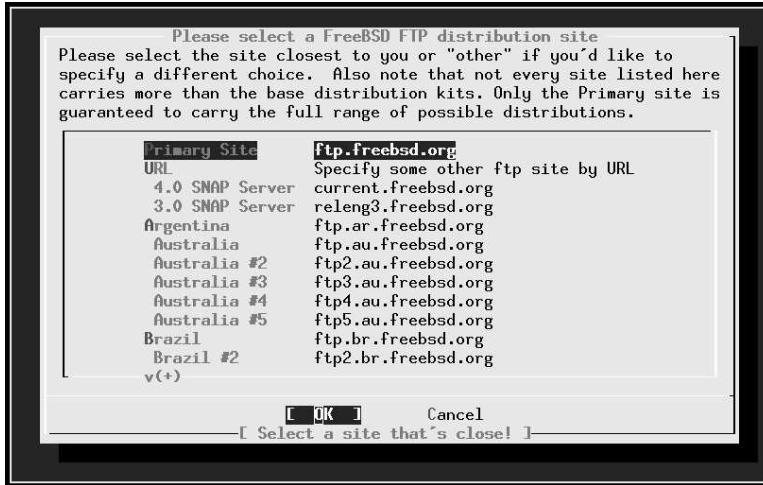 Please select a FreeBSD FTP distribution site
Please select the site closest to you or "other" if you´d like to
specify a different choice.  Also note that not every site listed here
carries more than the base distribution kits. Only the Primary site is
guaranteed to carry the full range of possible distributions.
Primary Site ftp.freebsd.org
URL Specify some other ftp site by URL
4.0 SNAP Server current.freebsd.org
3.0 SNAP Server releng3.freebsd.org
Argentina ftp.ar.freebsd.org
Australia ftp.au.freebsd.org
Australia #2 ftp2.au.freebsd.org
Australia #3 ftp3.au.freebsd.org
Australia #4 ftp4.au.freebsd.org
Australia #5 ftp5.au.freebsd.org
Brazil ftp.br.freebsd.org
Brazil #2 ftp2.br.freebsd.org
v(+)
[ OK ] Cancel
[ Select a site that´s close! ]